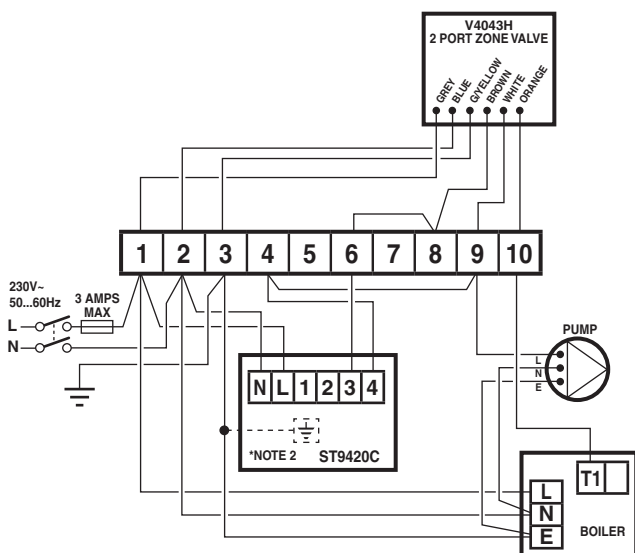 V4043H
2 PORT ZONE VALVE
GREY
BLUE
G/YELLOW
BROWN
WHITE
ORANGE
1 2 3 4 5 6 7 8 9 10
230V~
50...60Hz
3 AMPS
MAX
L
N
PUMP
L
N
E
N L 1 2 3 4
*NOTE 2 ST9420C
T1
L
N
E
BOILER